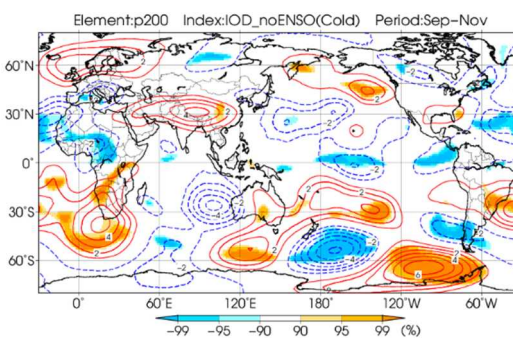 Element:p200 Index:IOD_noENSO(Cold) Period:Sep-Nov
60°N
30°N
0°
30°S
60°S
0° 60°E 120°E 180° 120°W 60°W
-99 -95 -90 90 95 99 (%)